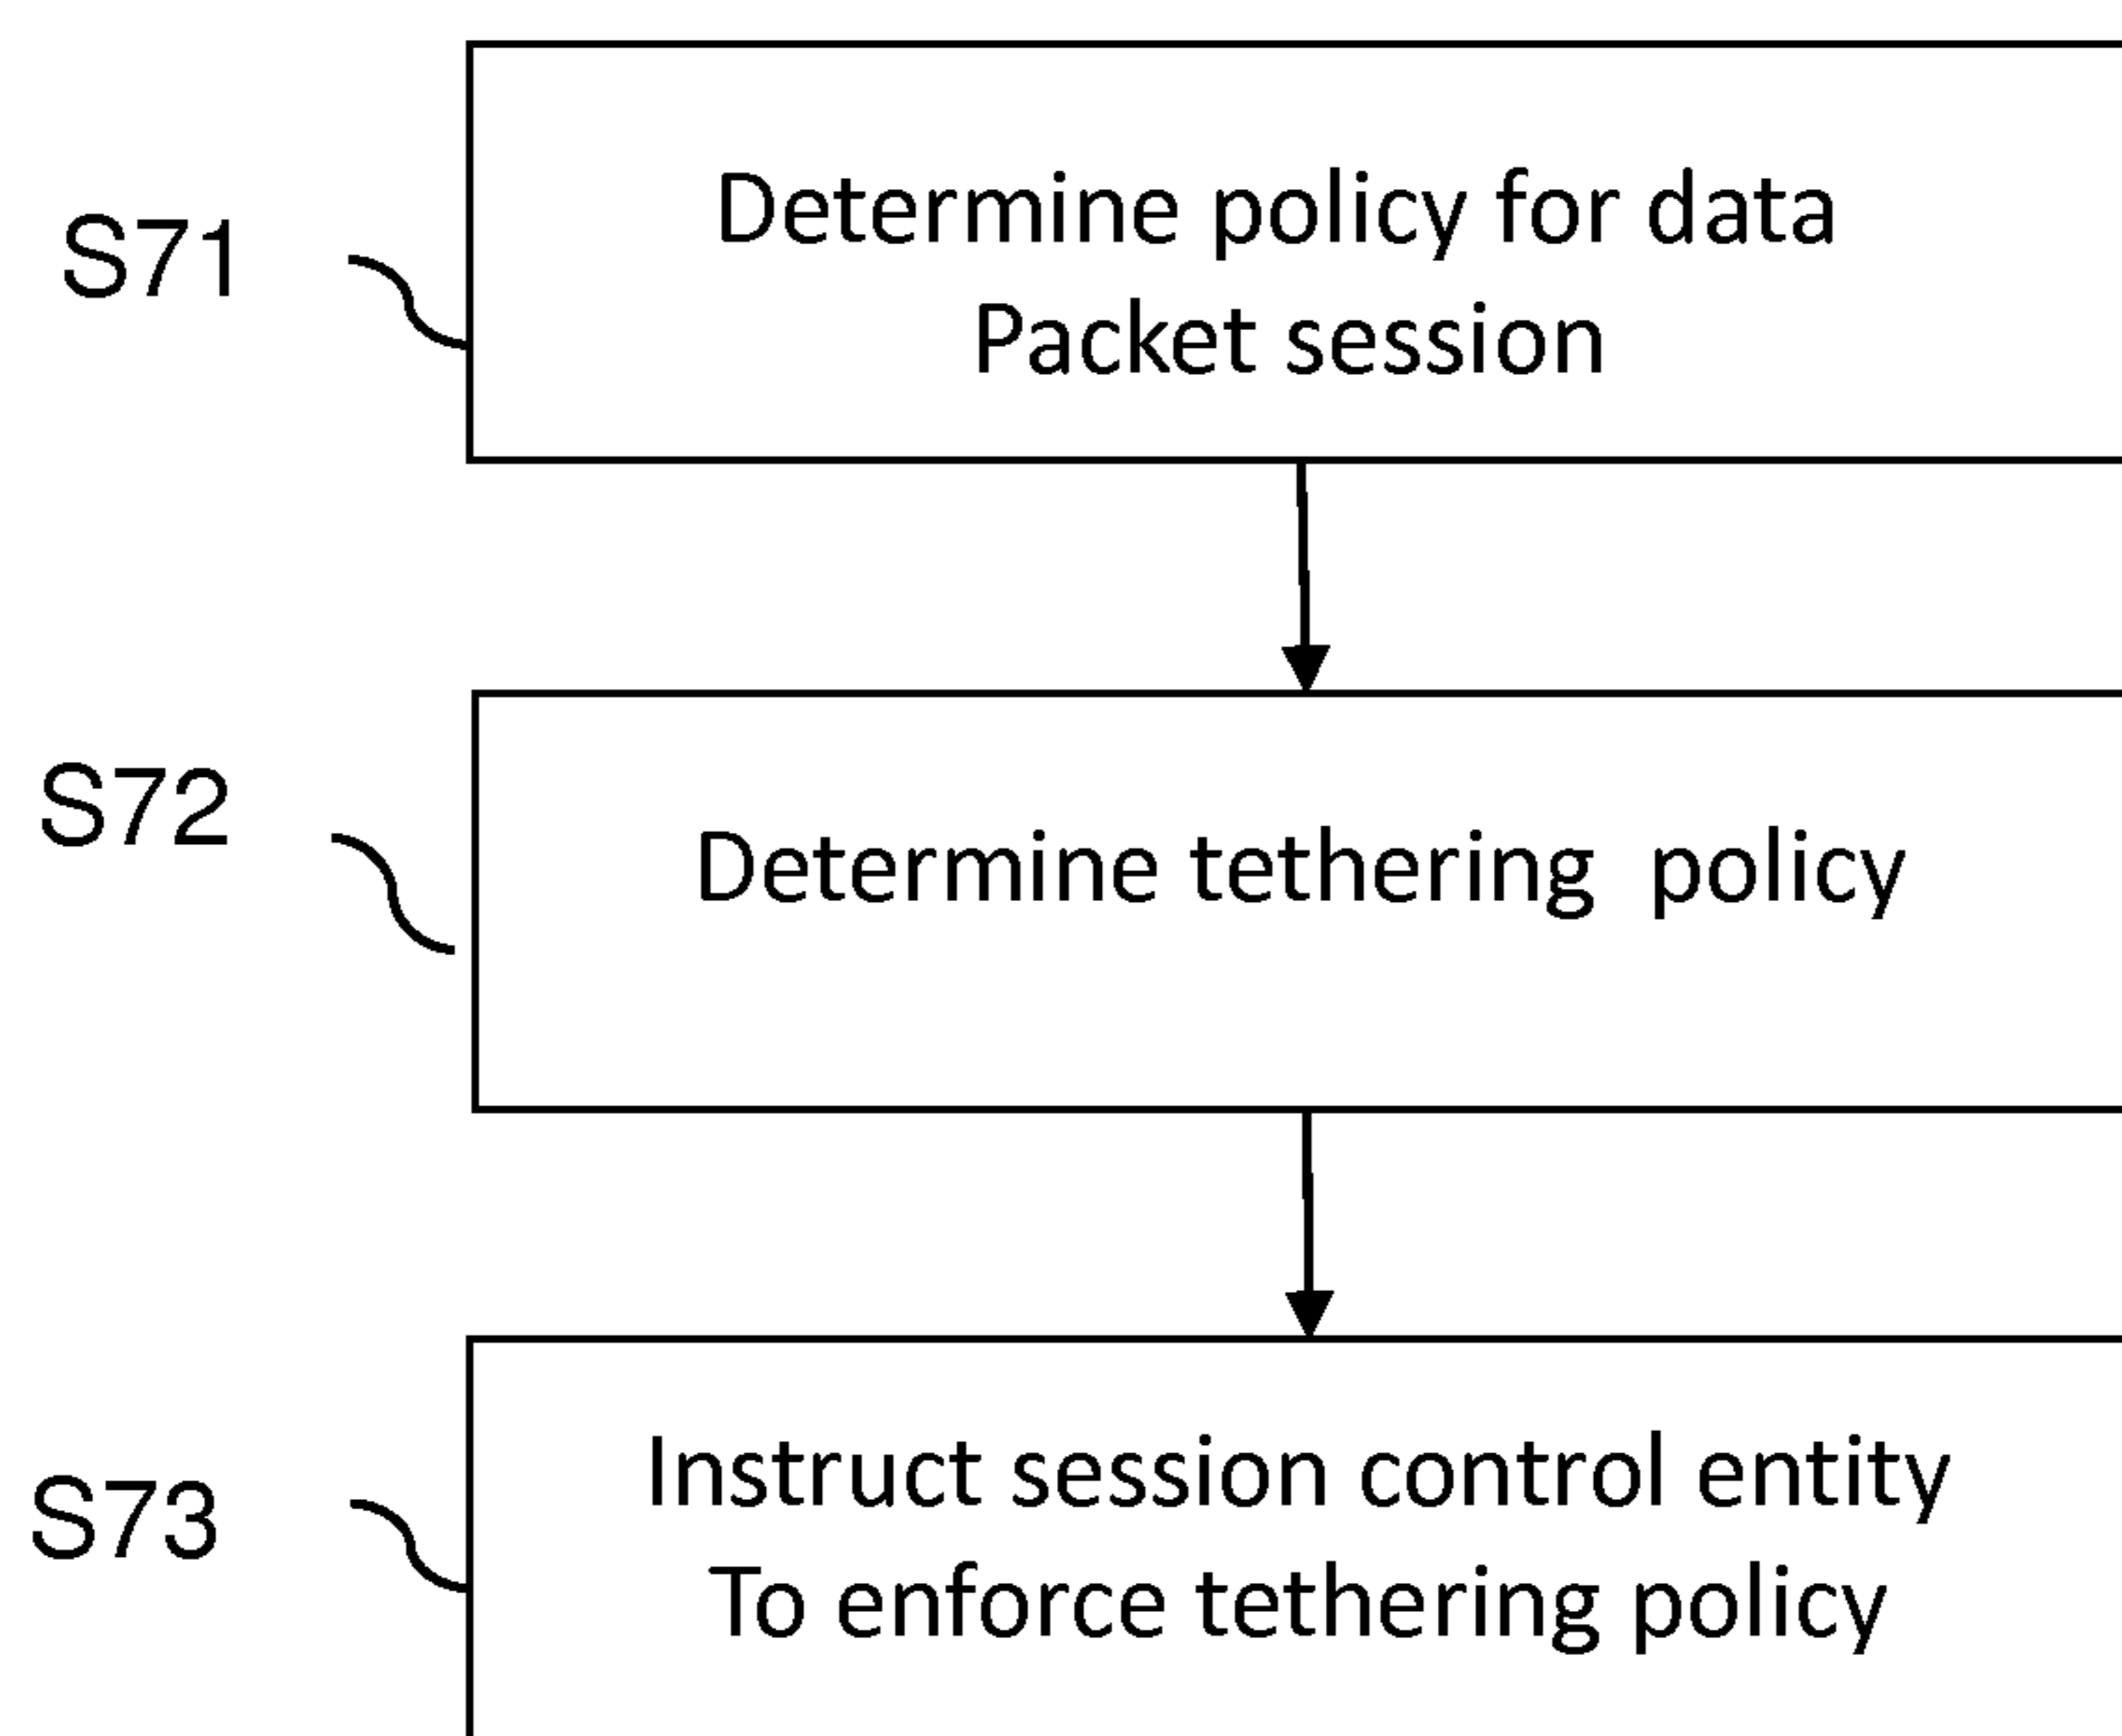 S71
Determine policy for data
Packet session
S72
Determine tethering policy
S73
Instruct session control entity
To enforce tethering policy